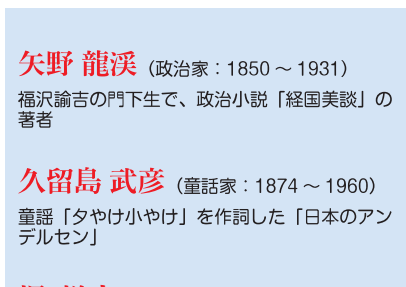 矢野 龍渓（政治家：1850 ～ 1931）
福沢諭吉の門下生で、政治小説「経国美談」の
著者
久留島 武彦（童話家：1874 ～ 1960）
童謡「夕やけ小やけ」を作詞した「日本のアン
デルセン」